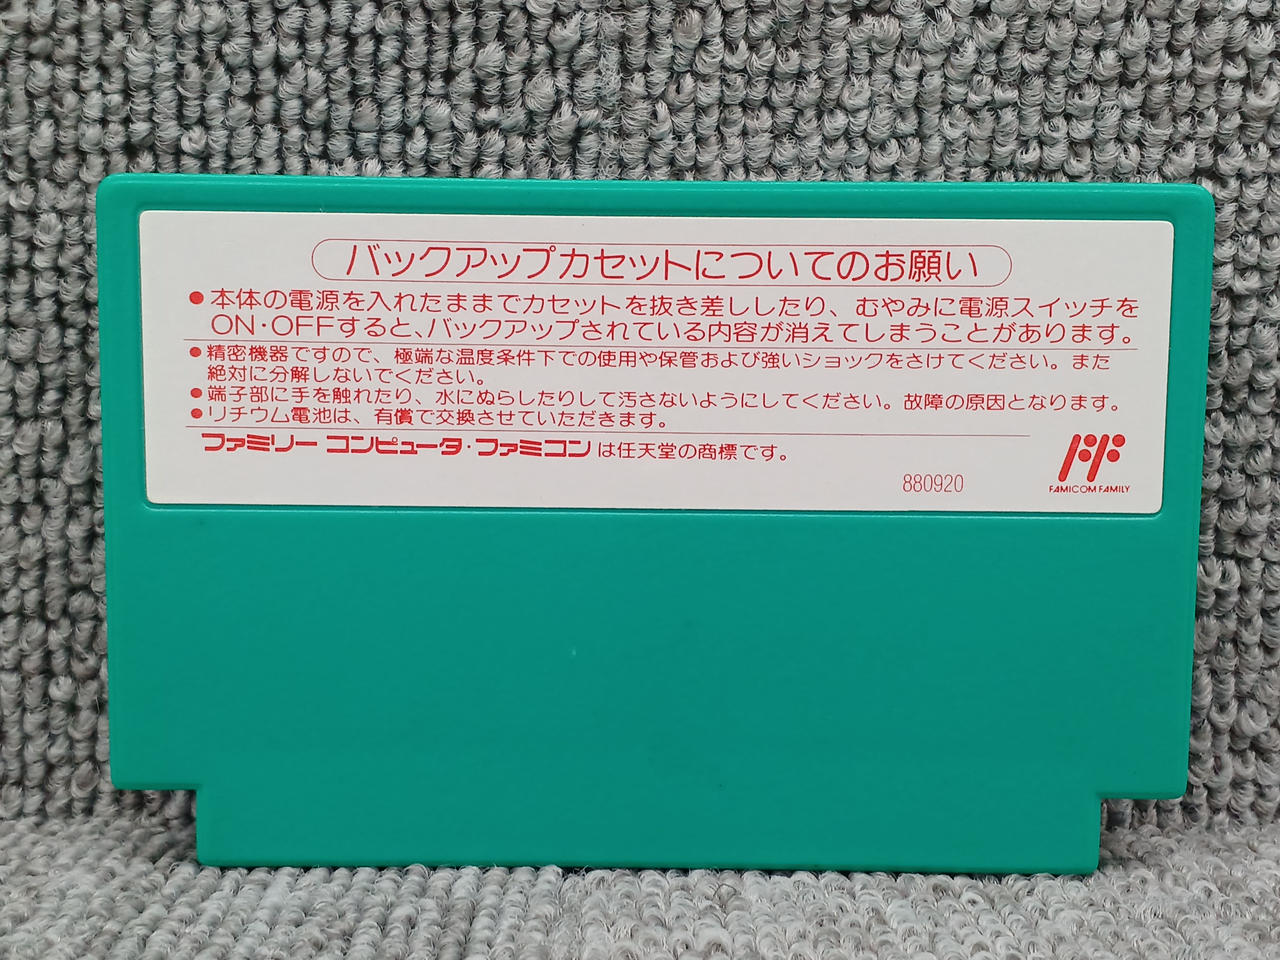 バックアップカセットについてのお願い
●本体の電源を入れたままでカセットを抜き差ししたり、むやみに電源スイッチを
ON・OFFすると、バックアップされている内容が消えてしまうことがあります。
●精密機器ですので、極端な温度条件下での使用や保管および強いショックをさけてください。また
絶対に分解しないでください。
●端子部に手を触れたり、水にぬらしたりして汚さないようにしてください。故障の原因となります。
●リチウム電池は、有償で交換させていただきます。
ファミリー コンピュータ・ファミコンは任天堂の商標です。
880920
FAMICOM FAMILY